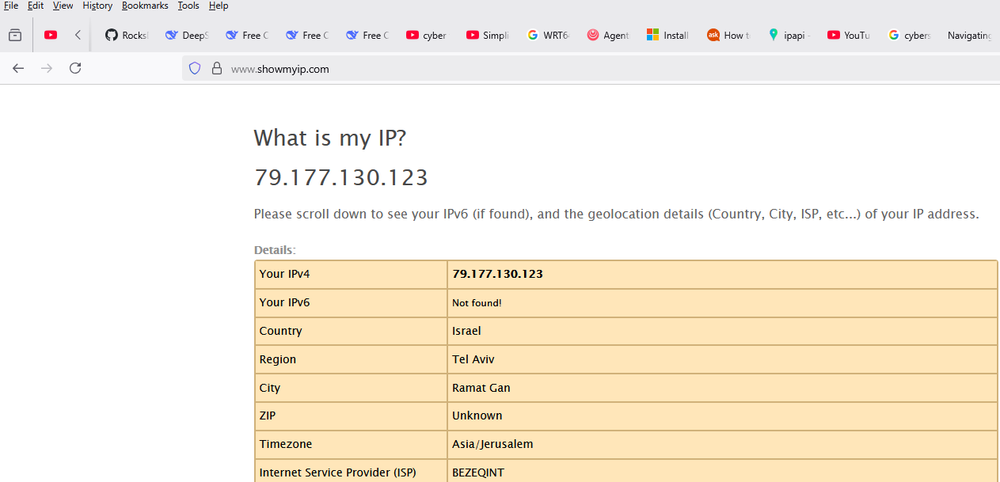 File Edit View History Bookmarks Tools Help
Rocksl DeepS Free C Free C Free C cyber Simpli WRT6 Agent Install ask How t ipapi - YouTu cybers Navigating
www.showmyip.com
What is my IP?
79.177.130.123
Please scroll down to see your IPv6 (if found), and the geolocation details (Country, City, ISP, etc...) of your IP address.
Details:
Your IPv4 79.177.130.123
Your IPv6 Not found!
Country Israel
Region Tel Aviv
City Ramat Gan
ZIP Unknown
Timezone Asia/Jerusalem
Internet Service Provider (ISP) BEZEQINT